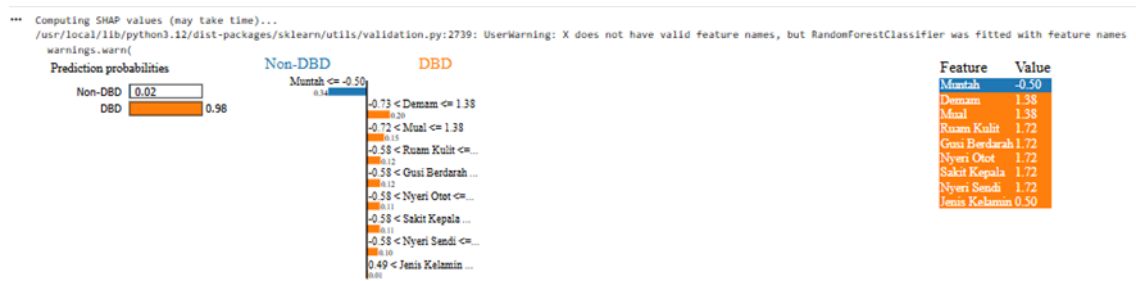 *** Computing SHAP values (may take time)...
/usr/local/lib/python3.12/dist-packages/sklearn/utils/validation.py:2739: UserWarning: X does not have valid feature names, but RandomForestClassifier was fitted with feature names
warnings.warn(
Prediction probabilities
Non-DBD 0.02
DBD 0.98
Non-DBD DBD
Muntah <= -0.50
0.34
-0.73 < Demam <= 1.38
0.20
-0.72 < Mual <= 1.38
0.15
-0.58 < Ruam Kulit <=...
0.12
-0.58 < Gusi Berdarah ...
0.12
-0.58 < Nyeri Otot <=...
0.11
-0.58 < Sakit Kepala ...
0.11
-0.58 < Nyeri Sendi <=...
0.10
0.49 < Jenis Kelamin ...
0.01
Feature Value
Muntah -0.50
Demam 1.38
Mual 1.38
Ruam Kulit 1.72
Gusi Berdarah 1.72
Nyeri Otot 1.72
Sakit Kepala 1.72
Nyeri Sendi 1.72
Jenis Kelamin 0.50